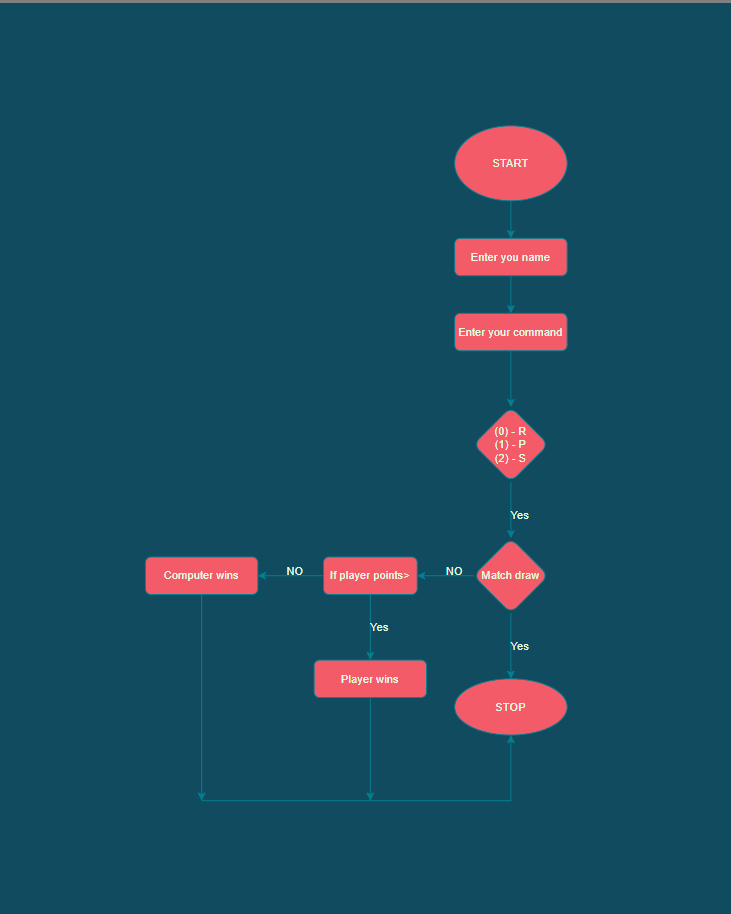 START
Enter you name
Enter your command
(0) - R
(1) - P
(2) - S
Yes
Computer wins
NO
If player points>
NO
Match draw
Yes
Yes
Player wins
STOP